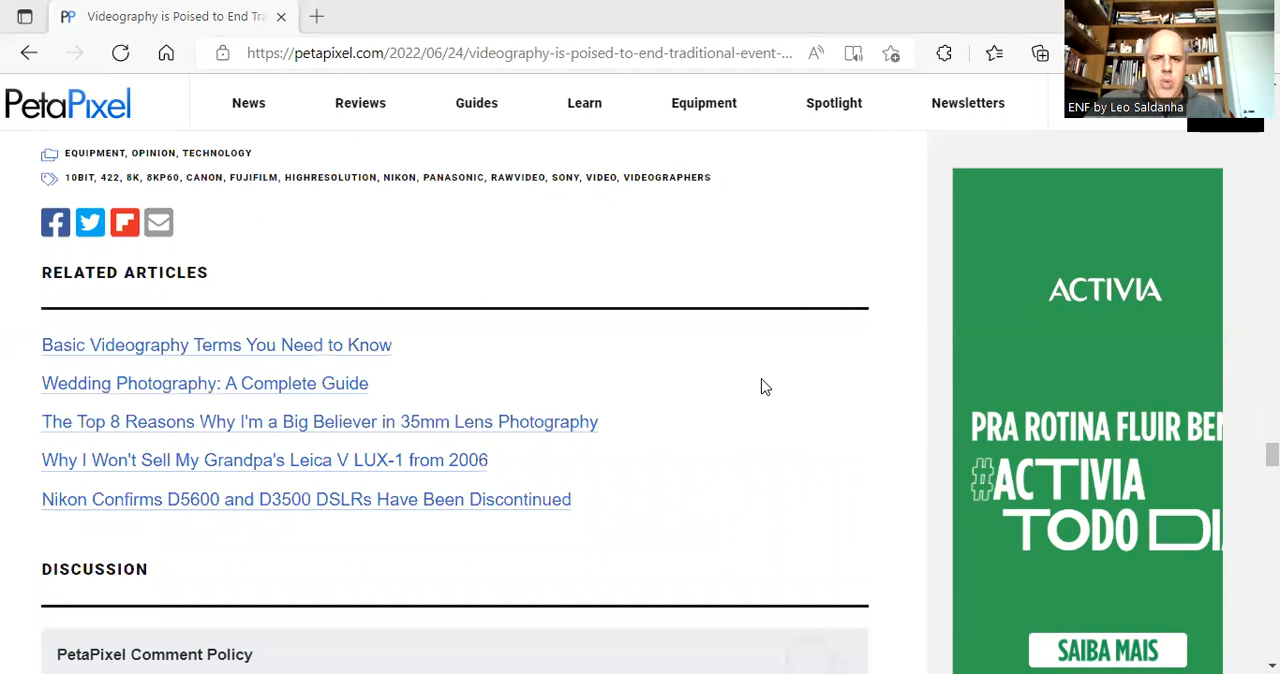 Videography is Poised to End Tra
https://petapixel.com/2022/06/24/videography-is-poised-to-end-traditional-event-...
ENF by Leo Saldanha
PetaPixel
News
Reviews
Guides
Learn
Equipment
Spotlight
Newsletters
EQUIPMENT, OPINION, TECHNOLOGY
10BIT, 422, 8K, 8KP60, CANON, FUJIFILM, HIGHRESOLUTION, NIKON, PANASONIC, RAWVIDEO, SONY, VIDEO, VIDEOGRAPHERS
RELATED ARTICLES
Basic Videography Terms You Need to Know
Wedding Photography: A Complete Guide
The Top 8 Reasons Why I'm a Big Believer in 35mm Lens Photography
Why I Won't Sell My Grandpa's Leica V LUX-1 from 2006
Nikon Confirms D5600 and D3500 DSLRs Have Been Discontinued
DISCUSSION
PetaPixel Comment Policy
ACTIVIA
PRA ROTINA FLUIR BE
#ACTIVIA
TODO DI
SAIBA MAIS